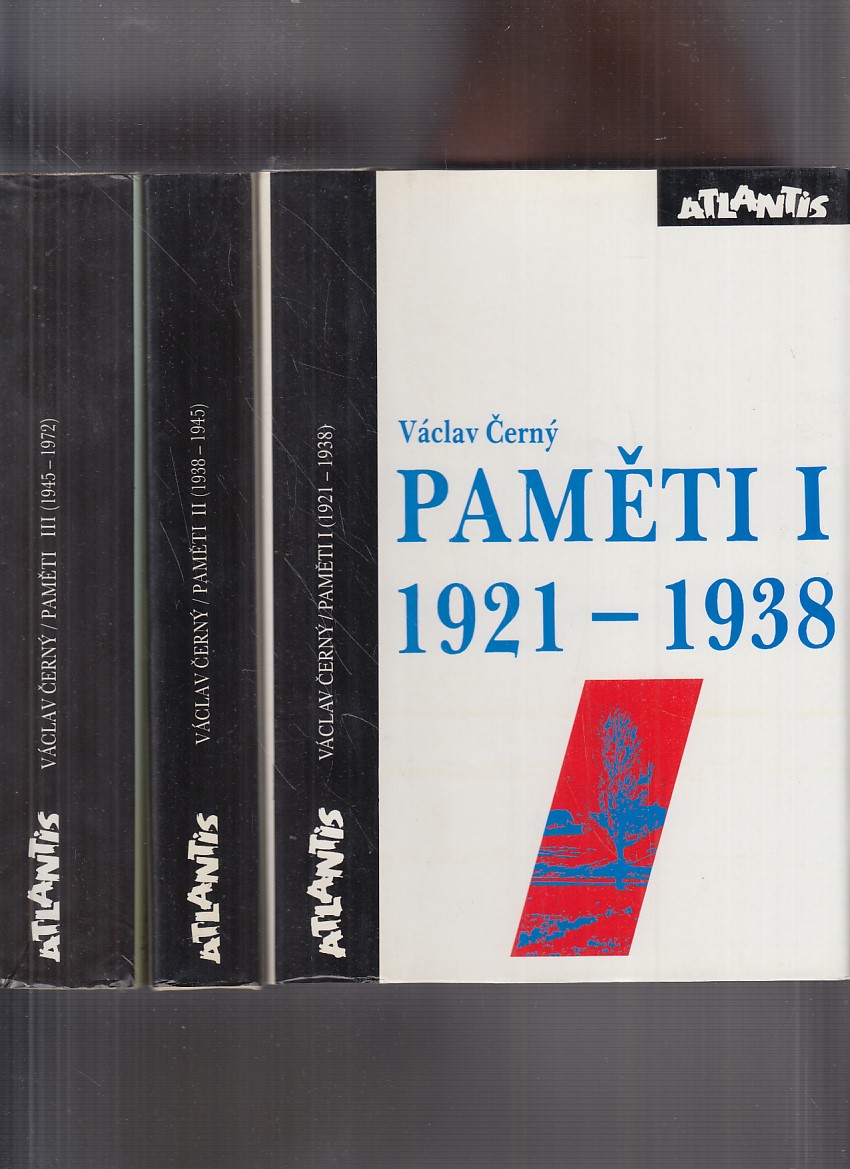 VÁCLAV ČERNÝ / PAMĚTI III (1945 – 1972)
ATLANTIS
VÁCLAV ČERNÝ / PAMĚTI II (1938 – 1945)
ATLANTIS
VÁCLAV ČERNÝ / PAMĚTI I (1921 – 1938)
ATLANTIS
ATLANTIS
Václav Černý
PAMĚTI I
1921 – 1938